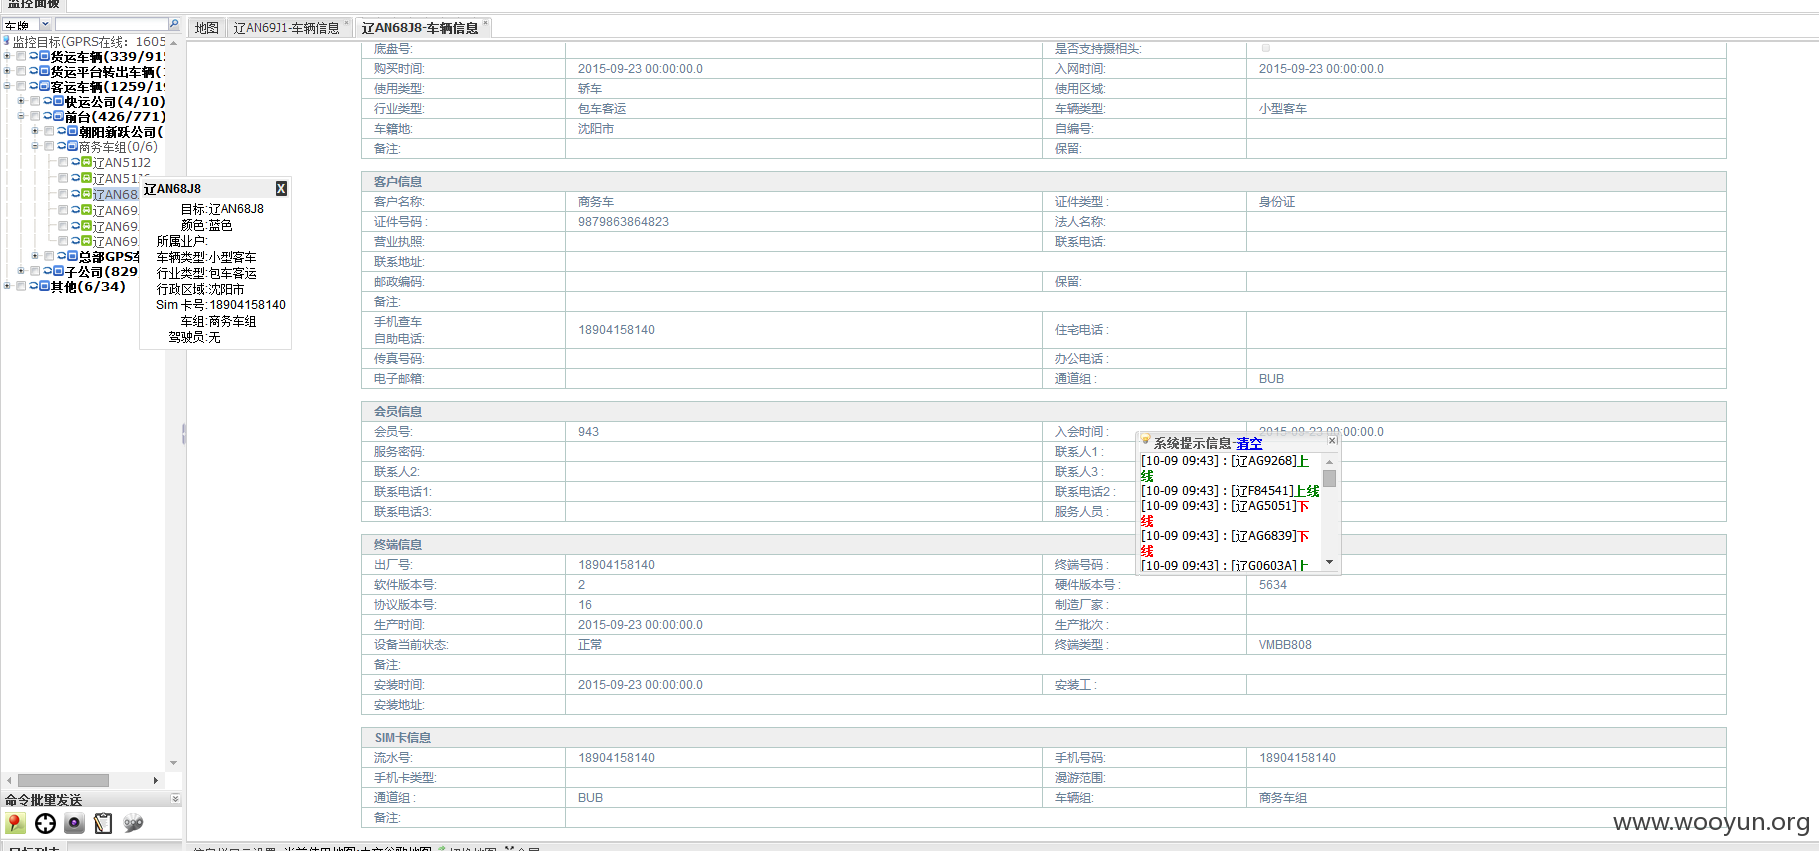 监控面板
车牌
监控目标(GPRS在线：1605
货运车辆(339/91
货运平台转出车辆(
客运车辆(1259/1
快运公司(4/10)
前台(426/771)
朝阳新跃公司(
商务车组(0/6)
辽AN51J2
辽AN51
辽AN68
辽AN69
辽AN69
辽AN69
总部GPS车
子公司(829
其他(6/34)
命令批量发送
目标列表
辽AN68J8 X
目标:辽AN68J8
颜色:蓝色
所属业户:
车辆类型:小型客车
行业类型:包车客运
行政区域:沈阳市
Sim卡号:18904158140
车组:商务车组
驾驶员:无
地图 辽AN69J1-车辆信息 辽AN68J8-车辆信息
底盘号: 是否支持摄相头:
购买时间: 2015-09-23 00:00:00.0 入网时间: 2015-09-23 00:00:00.0
使用类型: 轿车 使用区域:
行业类型: 包车客运 车辆类型: 小型客车
车籍地: 沈阳市 自编号:
备注: 保留:
客户信息
客户名称: 商务车 证件类型: 身份证
证件号码: 9879863864823 法人名称:
营业执照: 联系电话:
联系地址:
邮政编码: 保留:
备注:
手机查车
自助电话: 18904158140 住宅电话:
传真号码: 办公电话:
电子邮箱: 通道组: BUB
会员信息
会员号: 943 入会时间: 2015-09-23 00:00:00.0
服务密码: 联系人1:
联系人2: 联系人3:
联系电话1: 联系电话2:
联系电话3: 服务人员:
终端信息
出厂号: 18904158140 终端号码:
软件版本号: 2 硬件版本号: 5634
协议版本号: 16 制造厂家:
生产时间: 2015-09-23 00:00:00.0 生产批次:
设备当前状态: 正常 终端类型: VMBB808
备注:
安装时间: 2015-09-23 00:00:00.0 安装工:
安装地址:
SIM卡信息
流水号: 18904158140 手机号码: 18904158140
手机卡类型: 漫游范围:
通道组: BUB 车辆组: 商务车组
备注:
系统提示信息-清空
[10-09 09:43]：[辽AG9268]上
线
[10-09 09:43]：[辽F84541]上线
[10-09 09:43]：[辽AG5051]下
线
[10-09 09:43]：[辽AG6839]下
线
[10-09 09:43]：[辽G0603A]上
www.wooyun.org